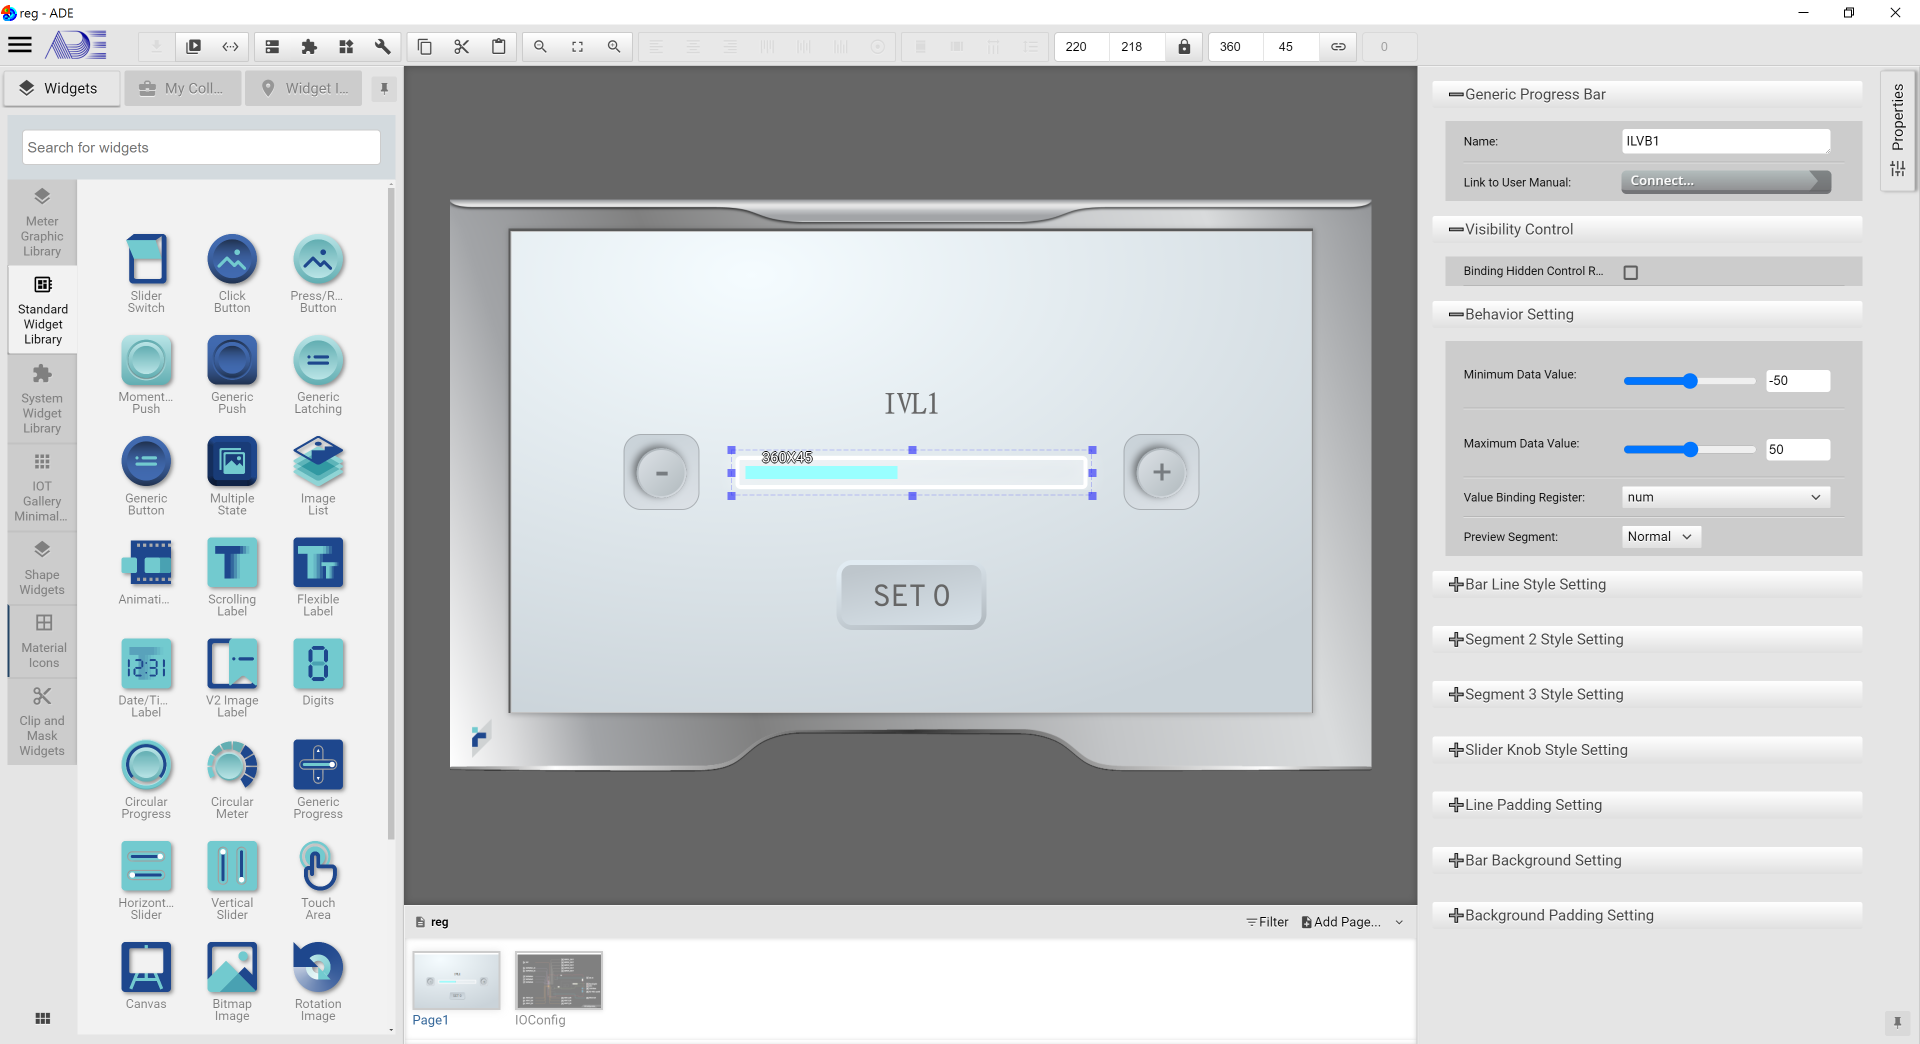 reg - ADE
ADE
220
218
360
45
0
Widgets
My Coll...
Widget I...
Search for widgets
Meter
Graphic
Library
Standard
Widget
Library
System
Widget
Library
IOT
Gallery
Minimal...
Shape
Widgets
Material
Icons
Clip and
Mask
Widgets
Slider
Switch
Click
Button
Press/R...
Button
Moment...
Push
Generic
Push
Generic
Latching
Generic
Button
Multiple
State
Image
List
Animati...
Scrolling
Label
Flexible
Label
12:31
Date/Ti...
Label
V2 Image
Label
Digits
Circular
Progress
Circular
Meter
Generic
Progress
Horizont...
Slider
Vertical
Slider
Touch
Area
Canvas
Bitmap
Image
Rotation
Image
IVL1
-
360X45
+
SET 0
reg
Filter
Add Page...
Page1
IOConfig
Generic Progress Bar
Name:
ILVB1
Link to User Manual:
Connect...
Visibility Control
Binding Hidden Control R...
Behavior Setting
Minimum Data Value:
-50
Maximum Data Value:
50
Value Binding Register:
num
Preview Segment:
Normal
Bar Line Style Setting
Segment 2 Style Setting
Segment 3 Style Setting
Slider Knob Style Setting
Line Padding Setting
Bar Background Setting
Background Padding Setting
Properties